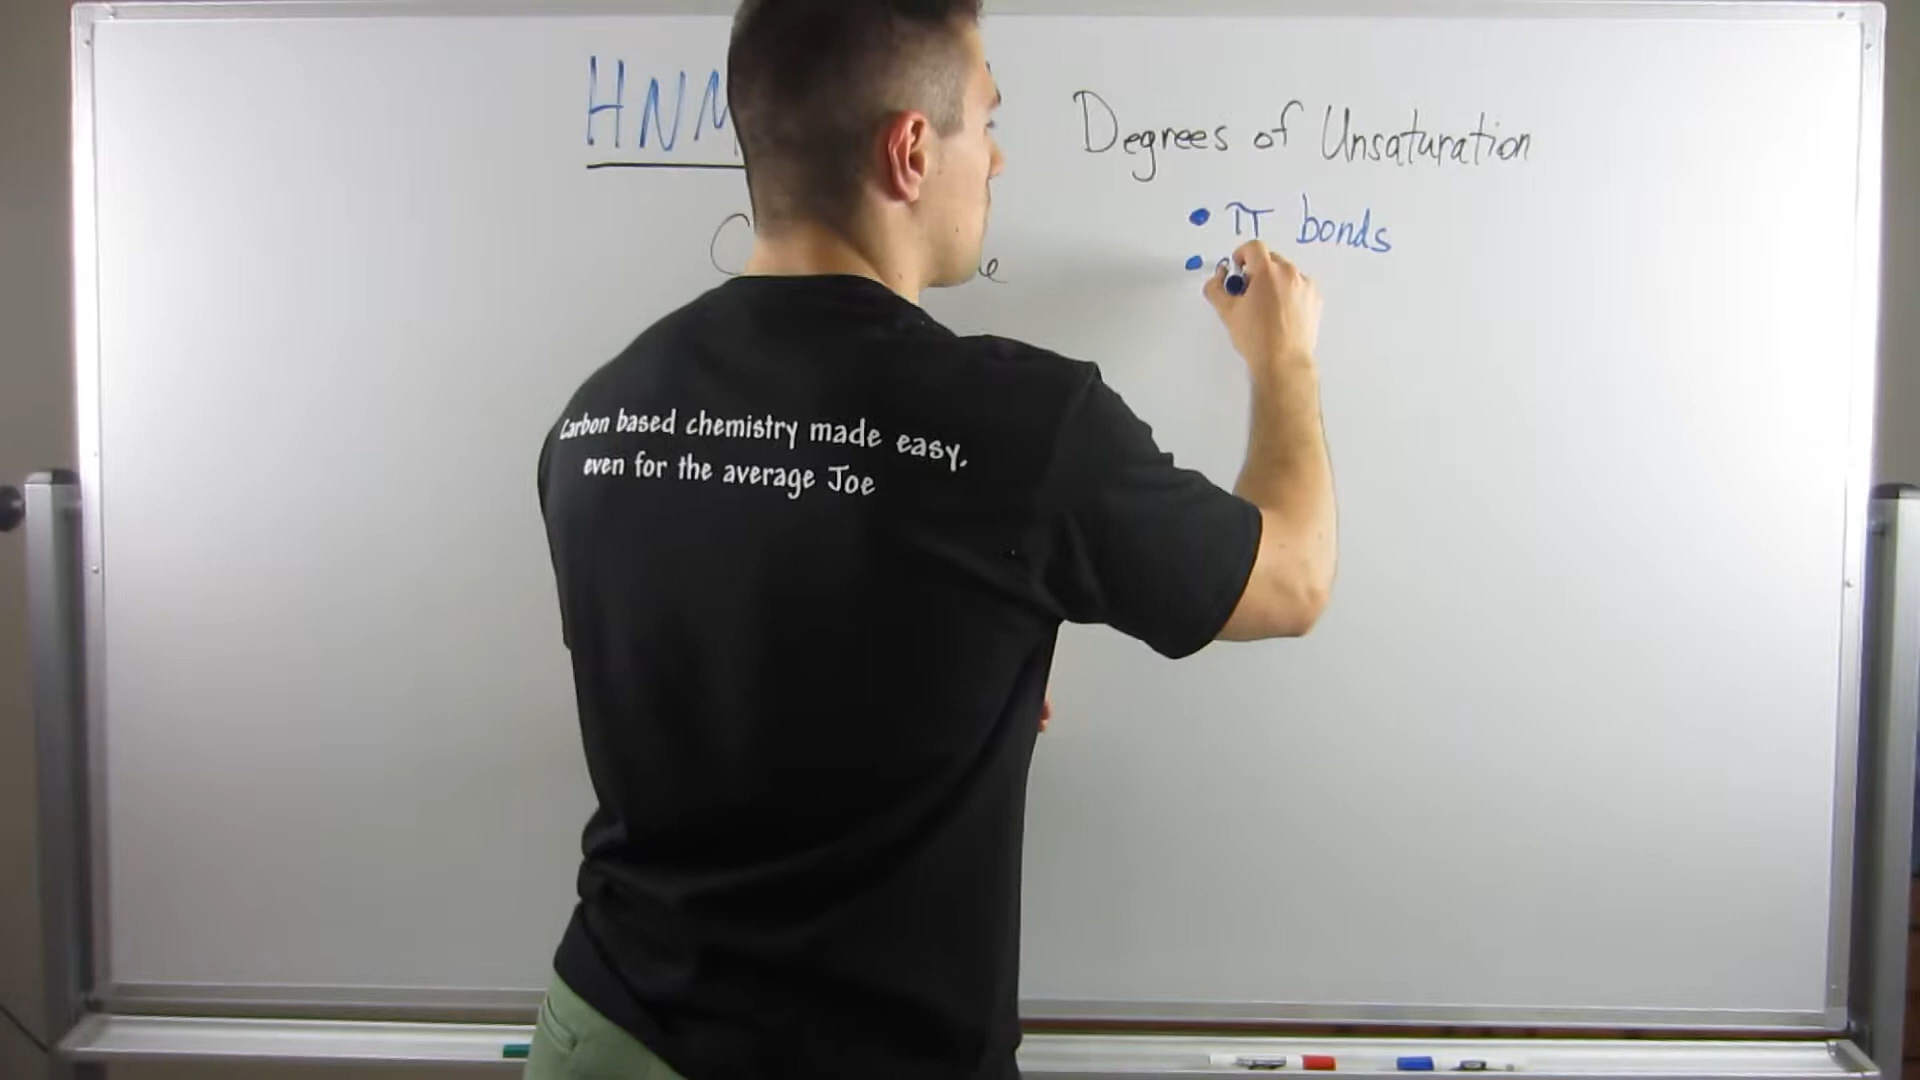 HNM
Degrees of Unsaturation
• π bonds
•
Carbon based chemistry made easy,
even for the average Joe